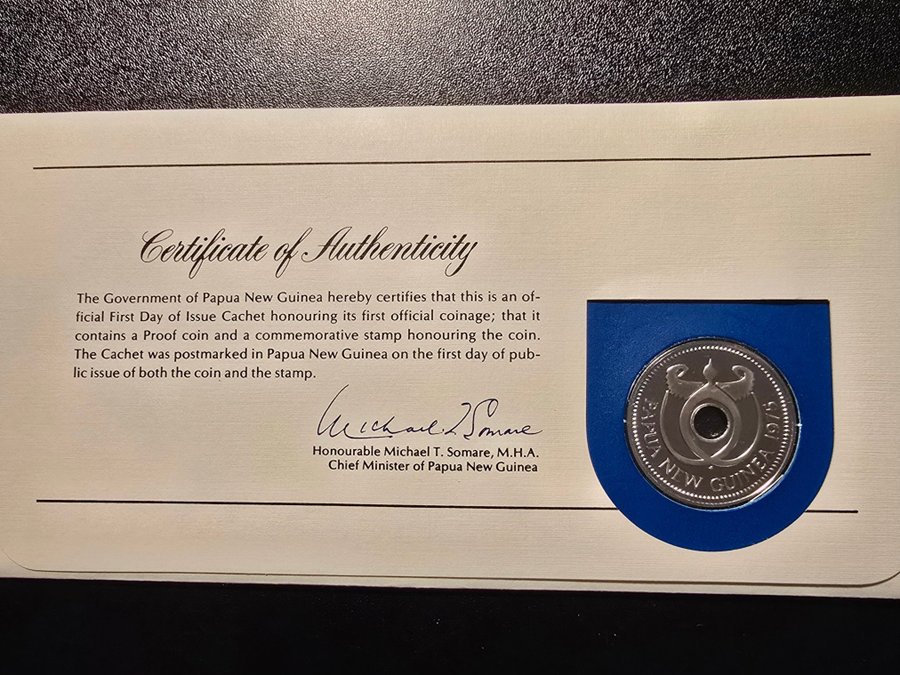 Certificate of Authenticity
The Government of Papua New Guinea hereby certifies that this is an of-
ficial First Day of Issue Cachet honouring its first official coinage; that it
contains a Proof coin and a commemorative stamp honouring the coin.
The Cachet was postmarked in Papua New Guinea on the first day of pub-
lic issue of both the coin and the stamp.
Michael T Somare
Honourable Michael T. Somare, M.H.A.
Chief Minister of Papua New Guinea
PAPUA NEW GUINEA 1975